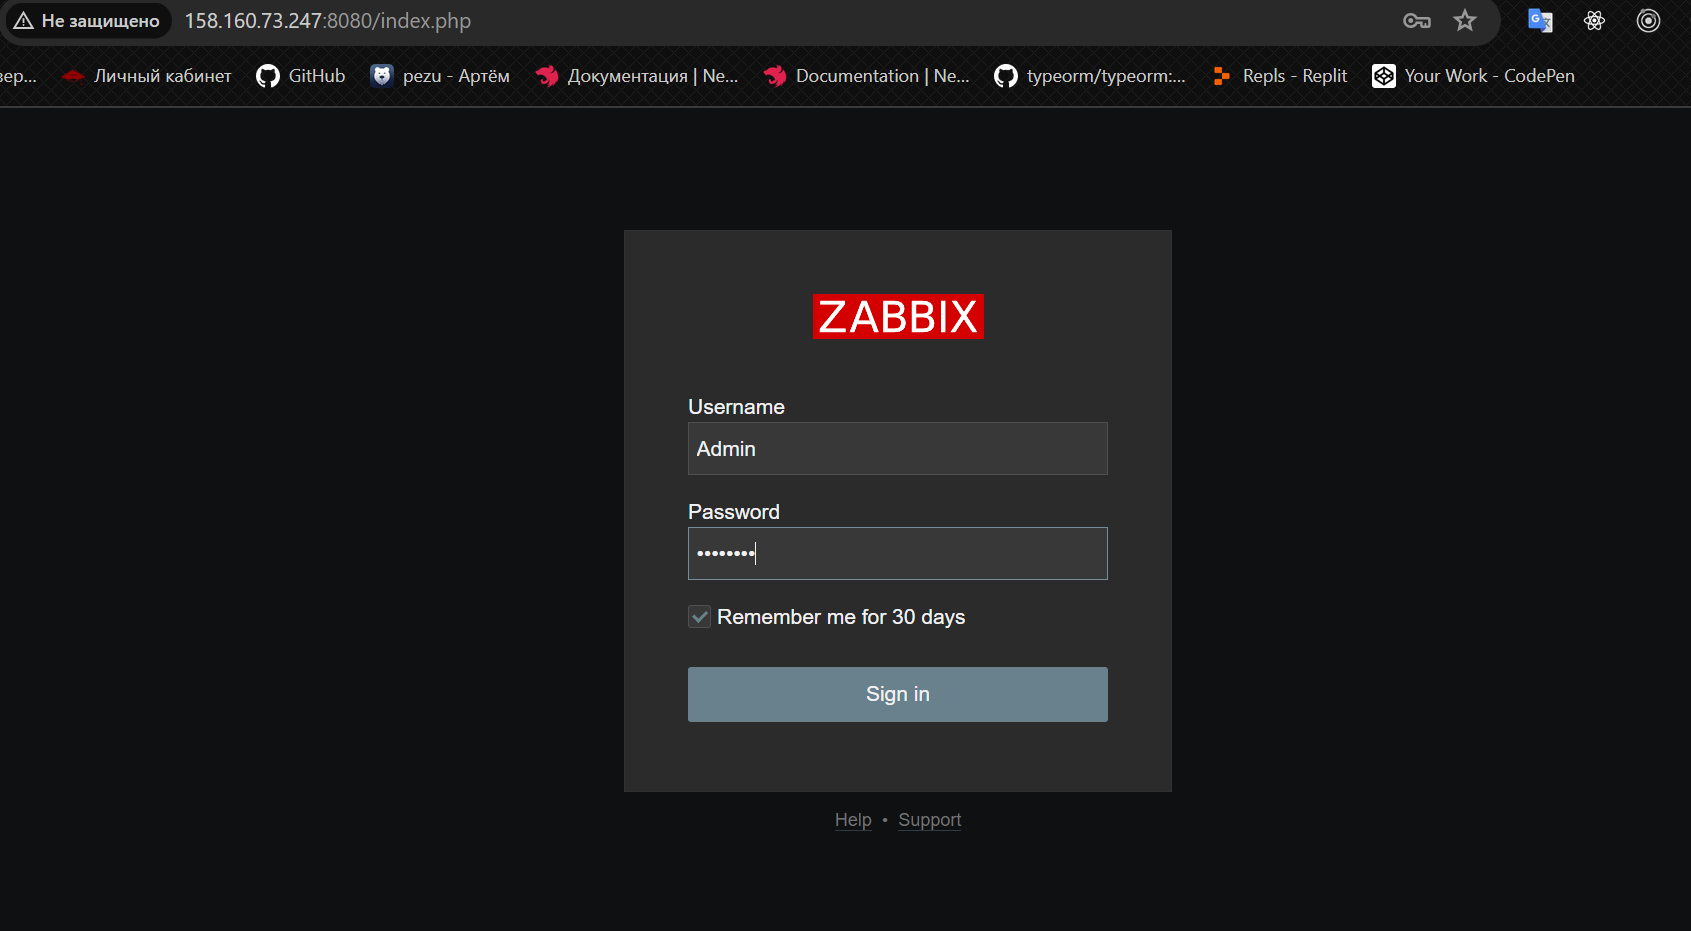 Не защищено 158.160.73.247:8080/index.php
вер... Личный кабинет GitHub pezu - Артём Документация | Ne... Documentation | Ne... typeorm/typeorm:... Repls - Replit Your Work - CodePen
ZABBIX
Username
Admin
Password
••••••••
Remember me for 30 days
Sign in
Help • Support